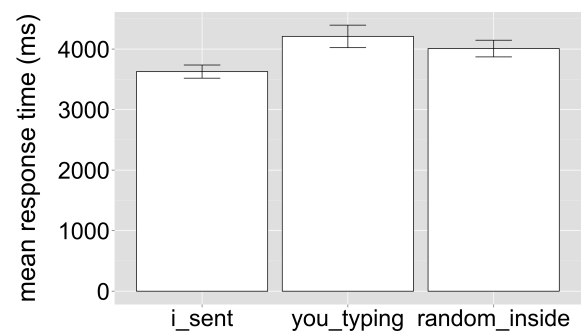 mean response time (ms)
4000
3000
2000
1000
0
i_sent
you_typing
random_inside